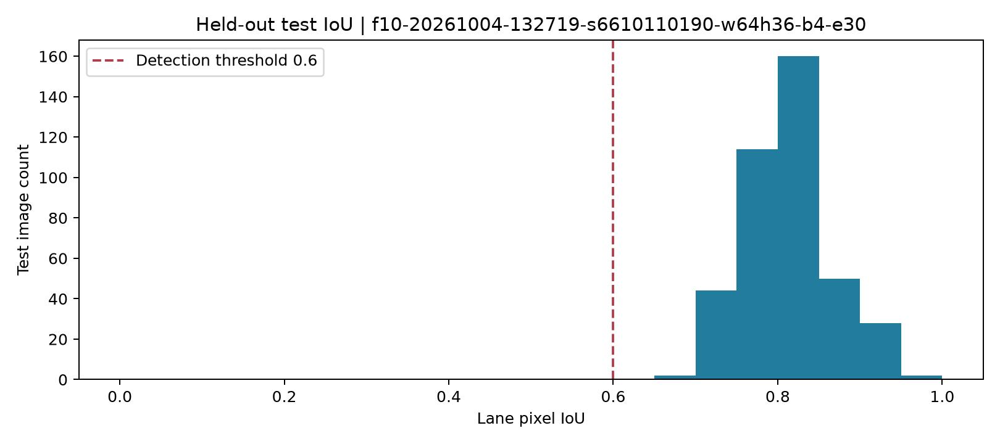 Held-out test IoU | f10-20261004-132719-s6610110190-w64h36-b4-e30
Detection threshold 0.6
Test image count
160
140
120
100
80
60
40
20
0
0.0 0.2 0.4 0.6 0.8 1.0
Lane pixel IoU